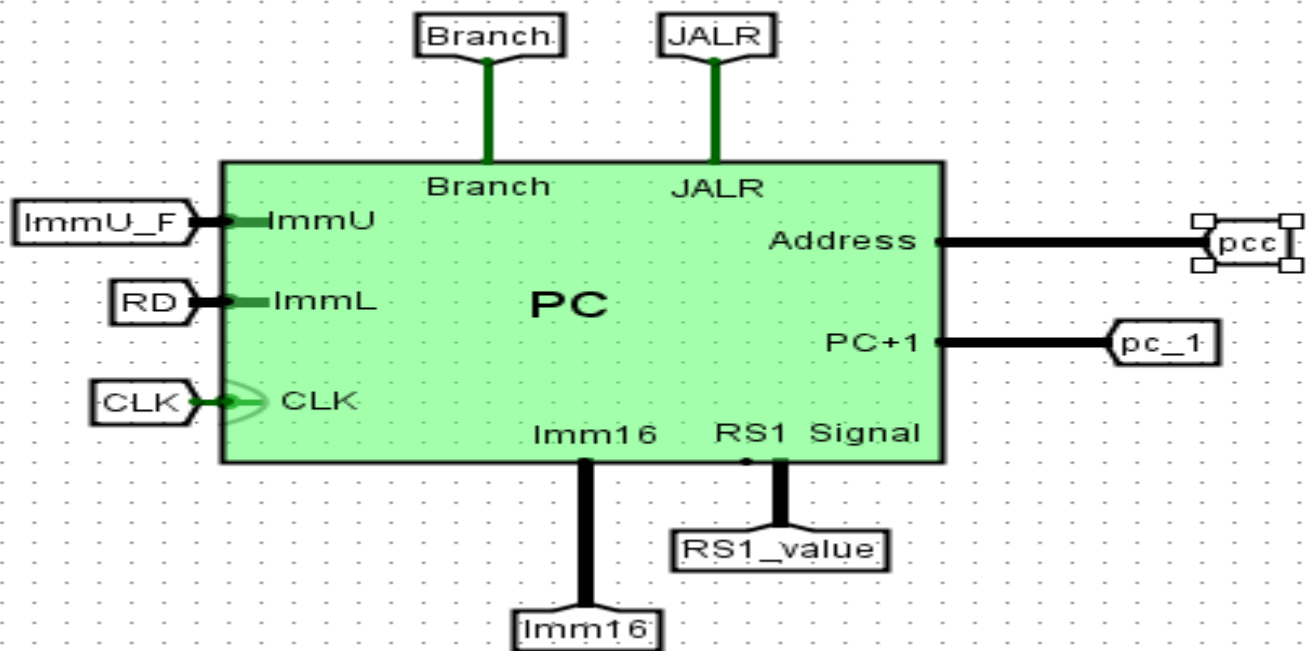 Branch JALR
Branch JALR
ImmU_F ImmU
Address pcc
RD ImmL PC
PC+1 pc_1
CLK CLK
Imm16 RS1 Signal
RS1_value
Imm16